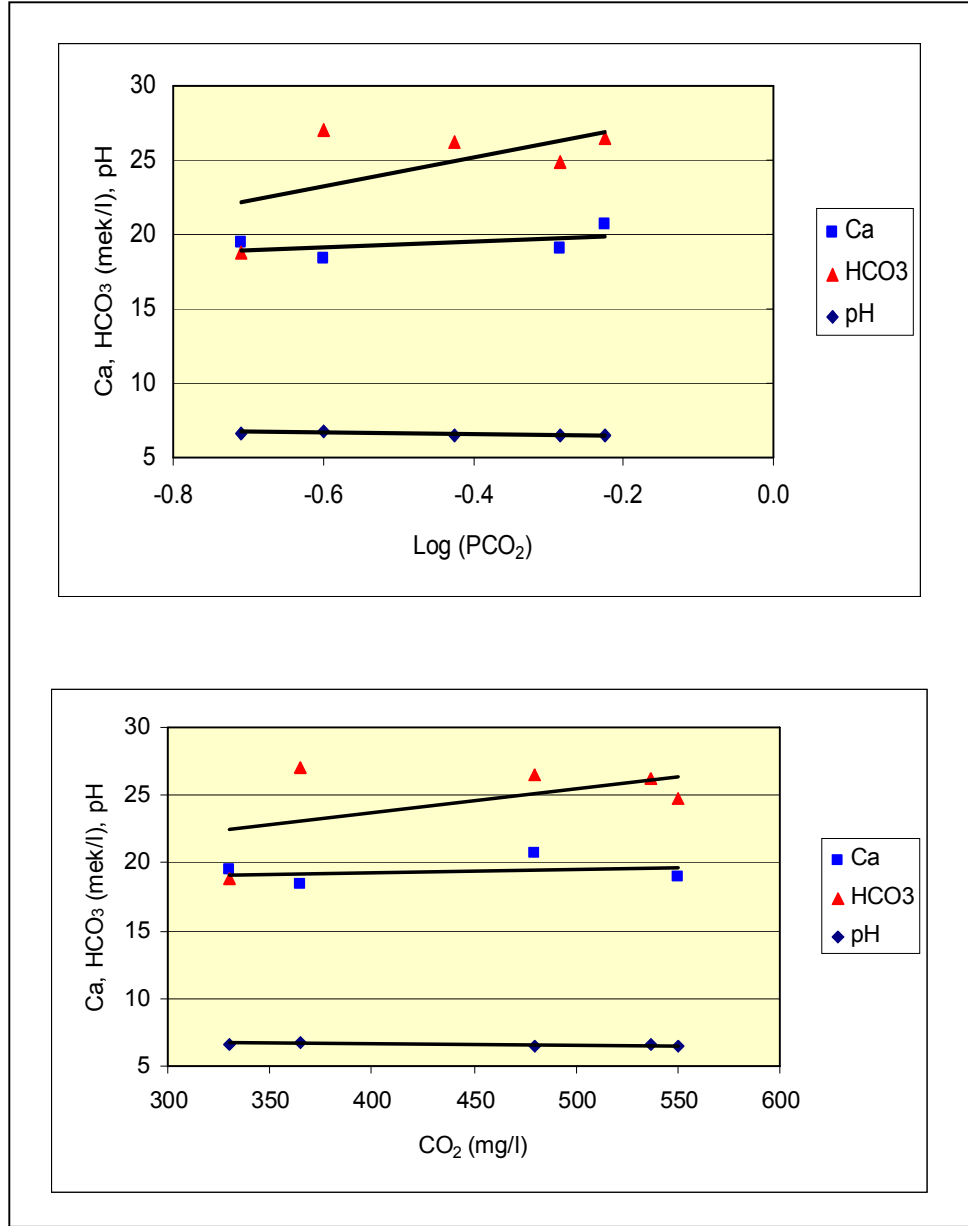 30
25
20
15
10
5
Ca, HCO3 (mek/l), pH
-0.8 -0.6 -0.4 -0.2 0.0
Log (PCO2)
Ca
HCO3
pH
30
25
20
15
10
5
Ca, HCO3 (mek/l), pH
300 350 400 450 500 550 600
CO2 (mg/l)
Ca
HCO3
pH